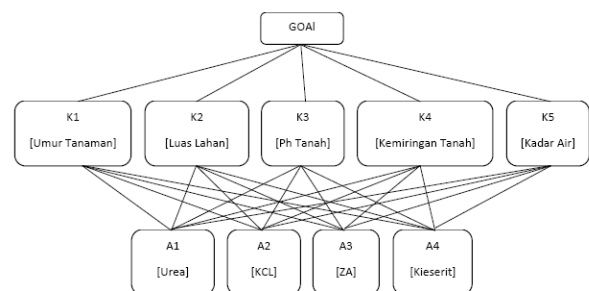 GOAl
K1
[Umur Tanaman]
K2
[Luas Lahan]
K3
[Ph Tanah]
K4
[Kemiringan Tanah]
K5
[Kadar Air]
A1
[Urea]
A2
[KCL]
A3
[ZA]
A4
[Kieserit]